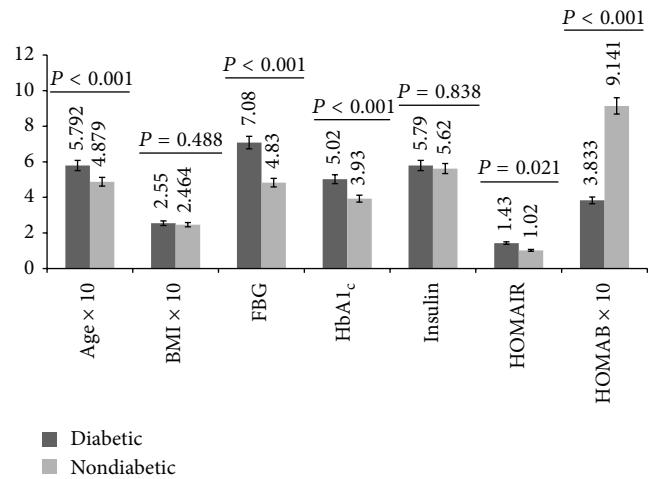 P < 0.001
9.141
12
P < 0.001
P < 0.001
10
5.792
4.879
7.08
4.83
P < 0.001
P = 0.838
8
P = 0.488
5.02
3.93
5.79
5.62
P = 0.021
3.833
6
2.55
2.464
1.43
1.02
4
2
0
Age × 10
BMI × 10
FBG
HbA1c
Insulin
HOMAIR
HOMAB × 10
Diabetic
Nondiabetic